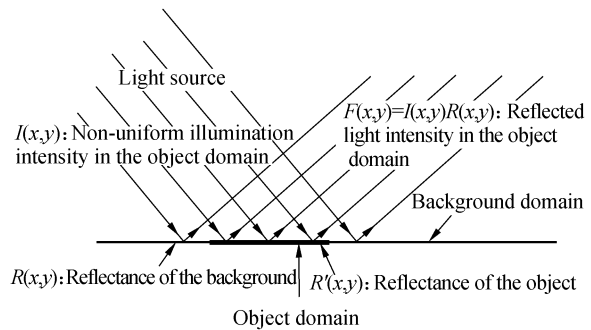 Light source
I(x,y): Non-uniform illumination
intensity in the object domain
F(x,y)=I(x,y)R(x,y): Reflected
light intensity in the object
domain
Background domain
R(x,y): Reflectance of the background
R′(x,y): Reflectance of the object
Object domain